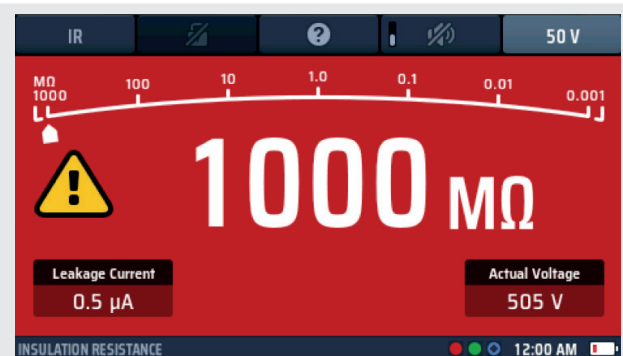 IR ? 50 V
MΩ
1000 100 10 1.0 0.1 0.01 0.001
! 1000 MΩ
Leakage Current
0.5 µA
Actual Voltage
505 V
INSULATION RESISTANCE 12:00 AM